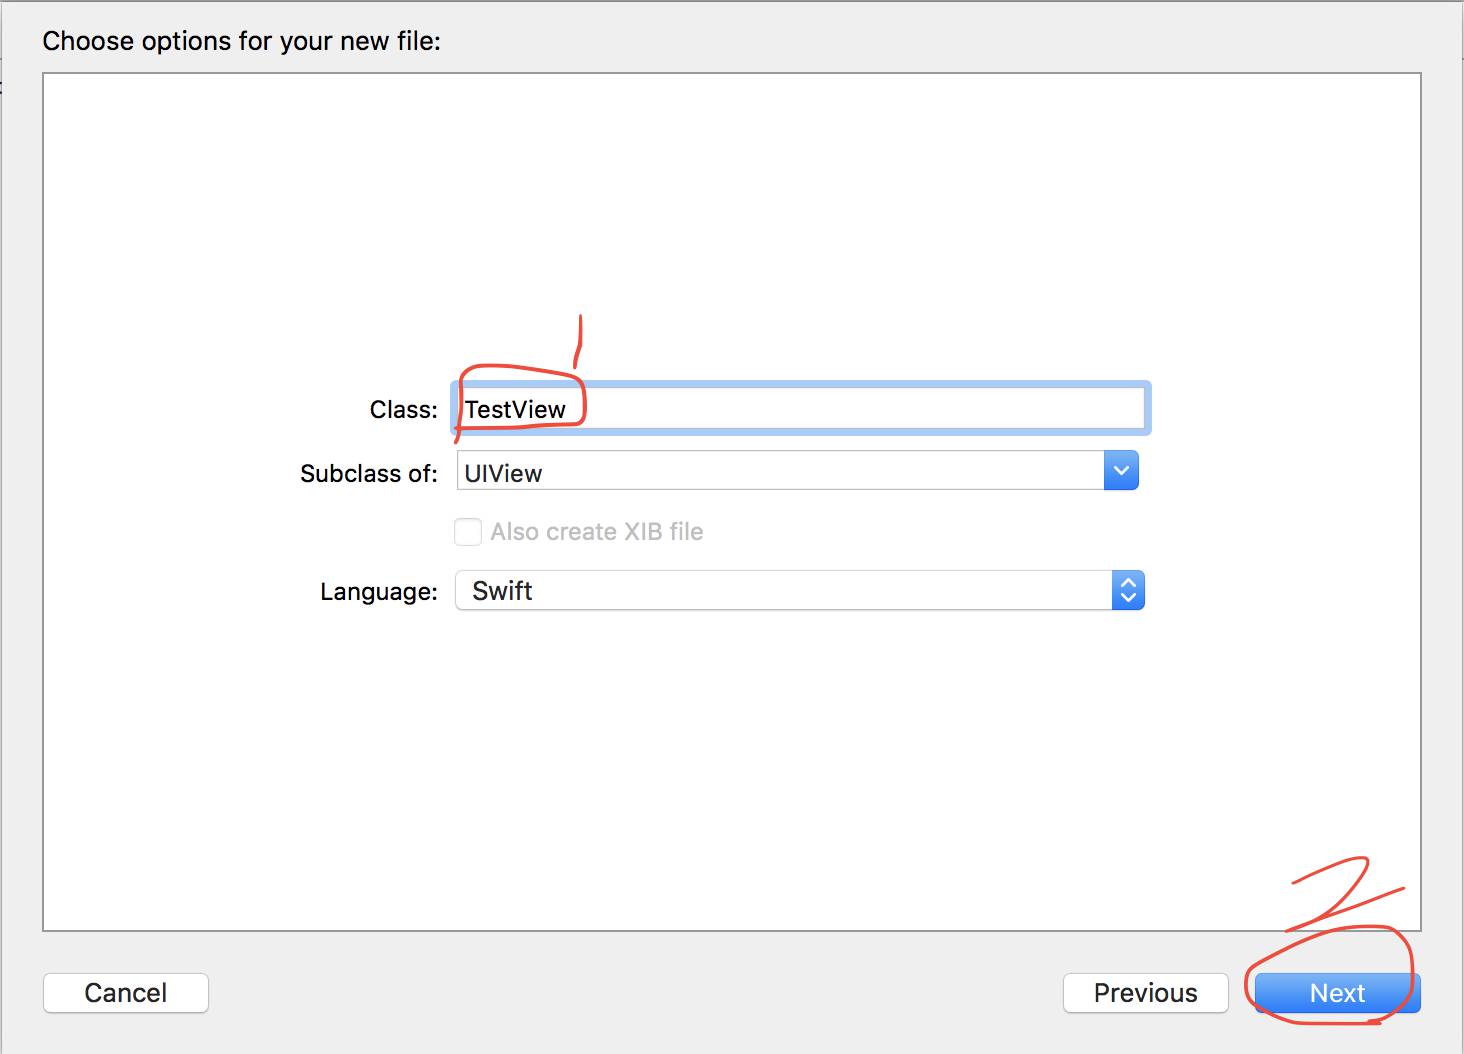 Choose options for your new file:
1
Class: TestView
Subclass of: UIView
Also create XIB file
Language: Swift
2
Cancel Previous Next